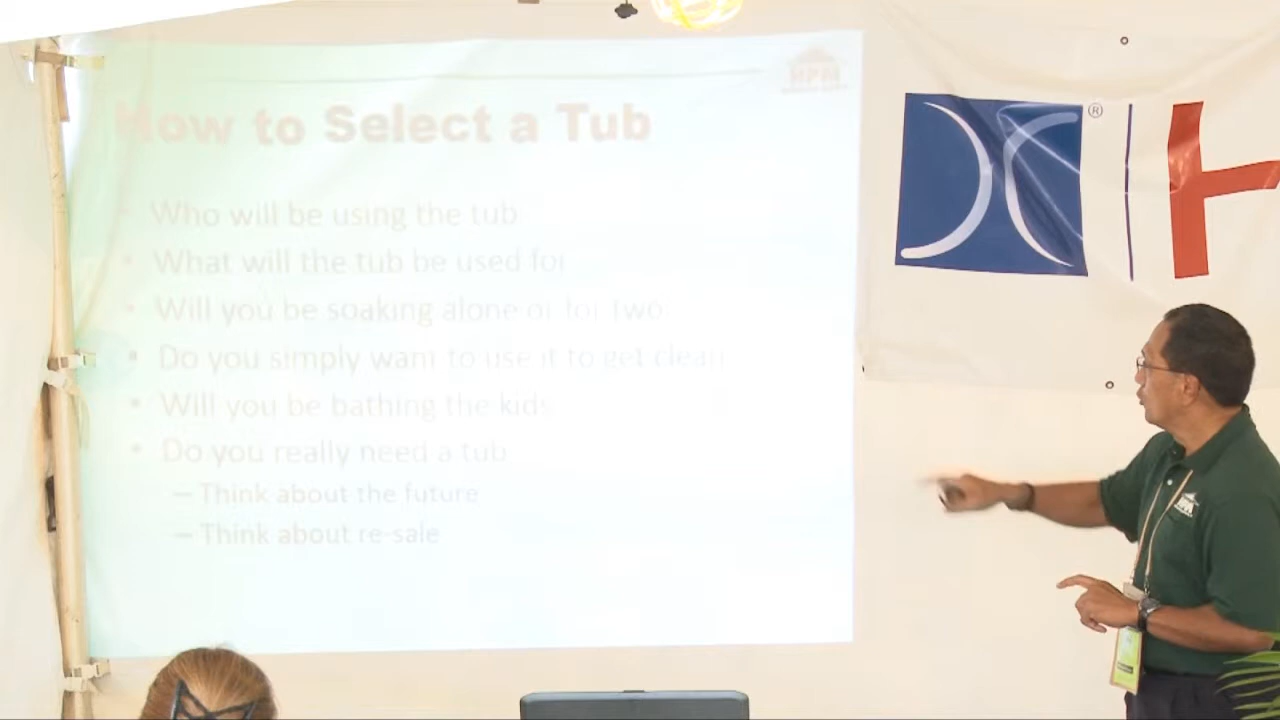 HPM
How to Select a Tub
• Who will be using the tub
• What will the tub be used for
• Will you be soaking alone or for two
• Do you simply want to use it to get clean
• Will you be bathing the kids
• Do you really need a tub
– Think about the future
– Think about re-sale
®
H